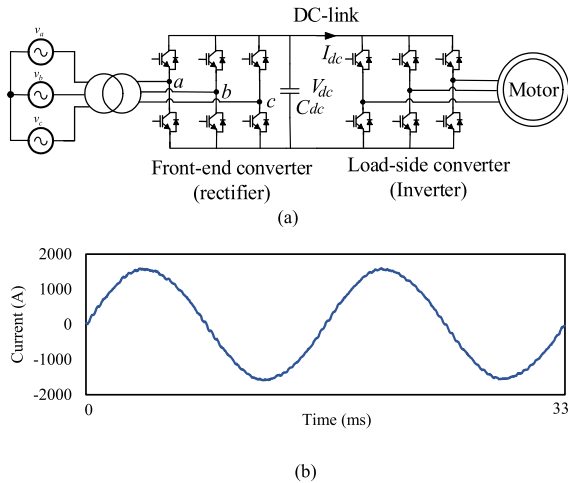 DC-link
v_a
v_b
v_c
a
b
c
I_dc
V_dc
C_dc
Motor
Front-end converter
(rectifier)
Load-side converter
(Inverter)
(a)
Current (A)
2000
1000
0
-1000
-2000
0
33
Time (ms)
(b)